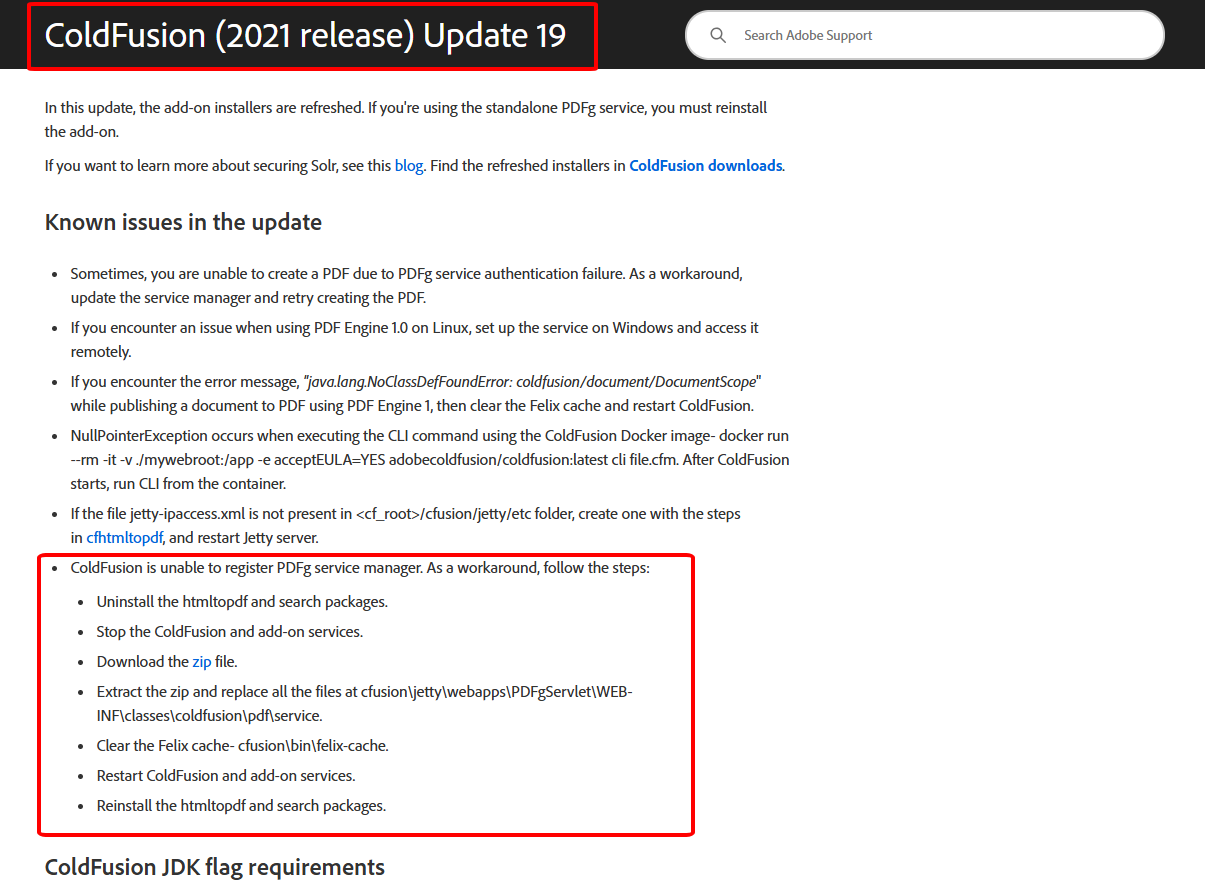 ColdFusion (2021 release) Update 19
Search Adobe Support
In this update, the add-on installers are refreshed. If you're using the standalone PDFg service, you must reinstall
the add-on.
If you want to learn more about securing Solr, see this blog. Find the refreshed installers in ColdFusion downloads.
Known issues in the update
• Sometimes, you are unable to create a PDF due to PDFg service authentication failure. As a workaround,
update the service manager and retry creating the PDF.
• If you encounter an issue when using PDF Engine 1.0 on Linux, set up the service on Windows and access it
remotely.
• If you encounter the error message, "java.lang.NoClassDefFoundError: coldfusion/document/DocumentScope"
while publishing a document to PDF using PDF Engine 1, then clear the Felix cache and restart ColdFusion.
• NullPointerException occurs when executing the CLI command using the ColdFusion Docker image- docker run
--rm -it -v ./mywebroot:/app -e acceptEULA=YES adobecoldfusion/coldfusion:latest cli file.cfm. After ColdFusion
starts, run CLI from the container.
• If the file jetty-ipaccess.xml is not present in <cf_root>/cfusion/jetty/etc folder, create one with the steps
in cfhtmltopdf, and restart Jetty server.
• ColdFusion is unable to register PDFg service manager. As a workaround, follow the steps:
• Uninstall the htmltopdf and search packages.
• Stop the ColdFusion and add-on services.
• Download the zip file.
• Extract the zip and replace all the files at cfusion\jetty\webapps\PDFgServlet\WEB-
INF\classes\coldfusion\pdf\service.
• Clear the Felix cache- cfusion\bin\felix-cache.
• Restart ColdFusion and add-on services.
• Reinstall the htmltopdf and search packages.
ColdFusion JDK flag requirements